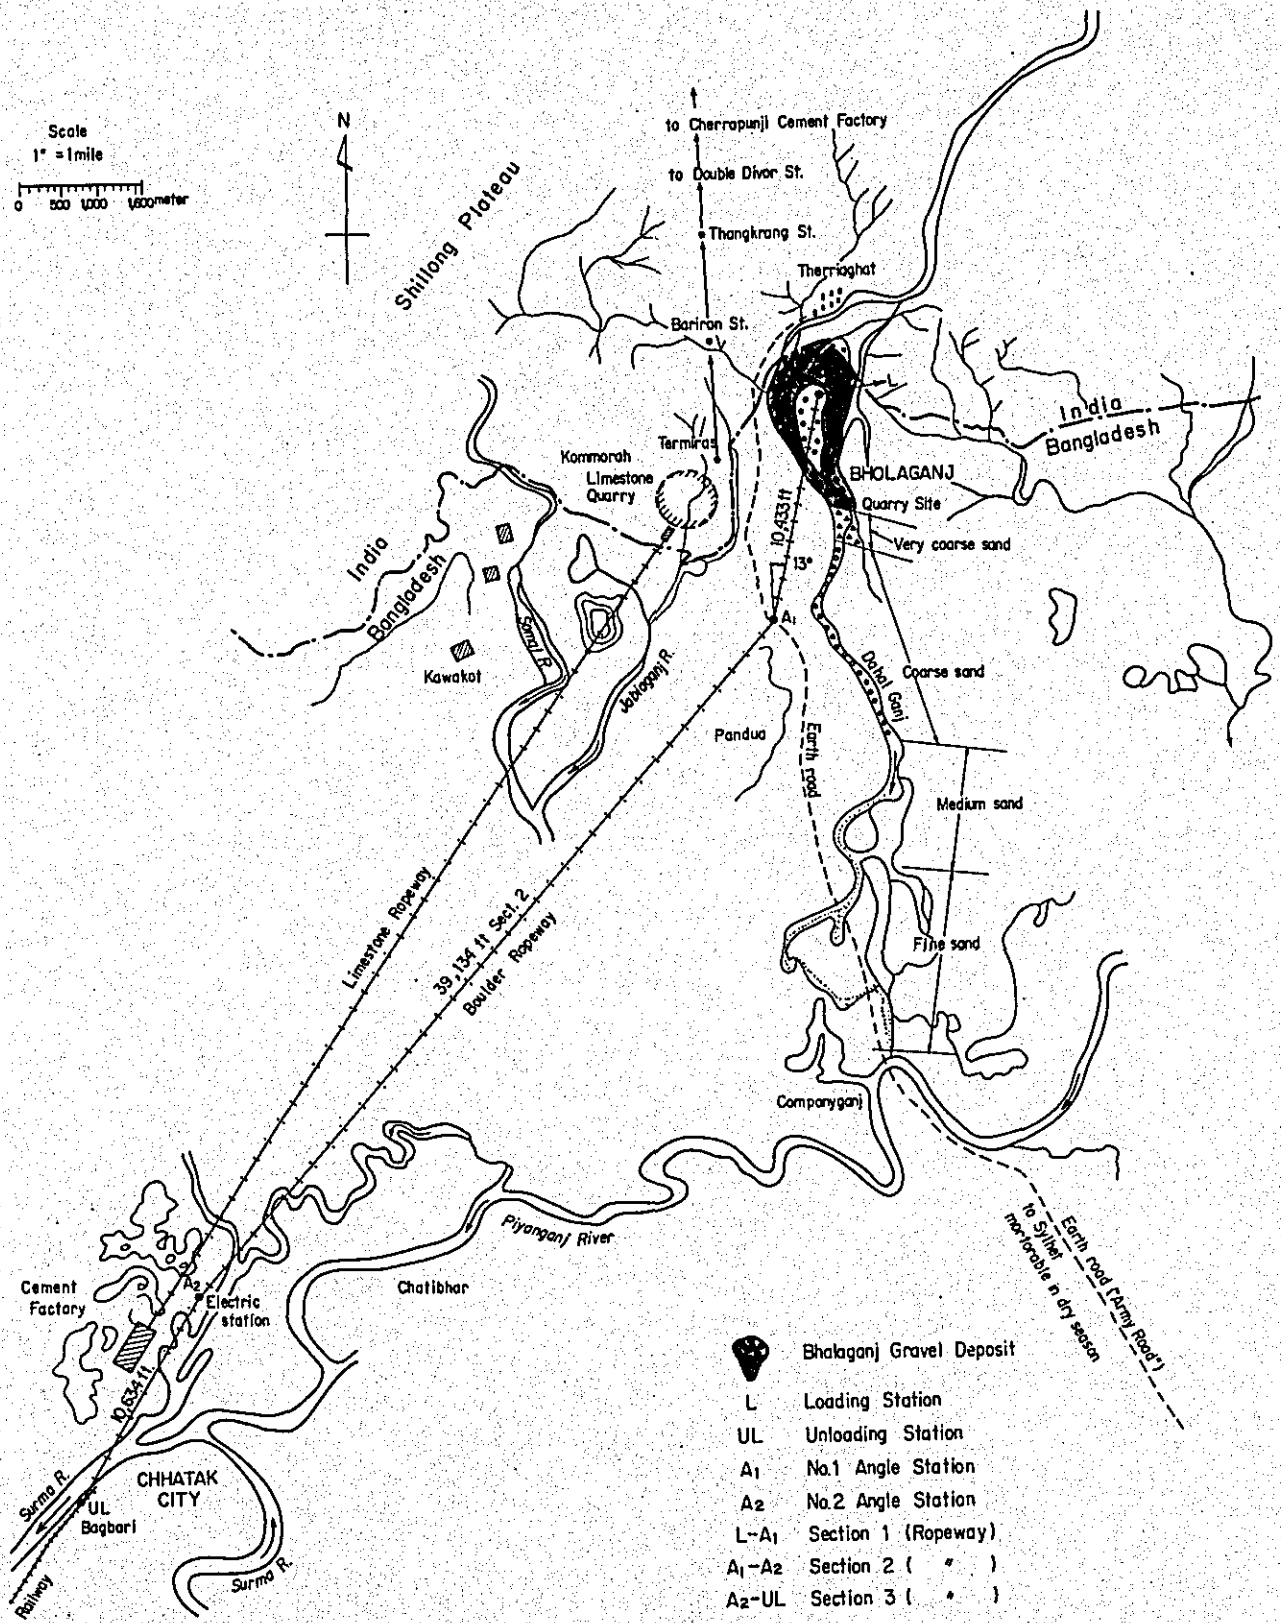 Scale
1" = 1mile
0 500 1,000 1,600 meter
N
Shillong Plateau
to Cherrapunji Cement Factory
to Double Divor St.
Thangkrang St.
Therriaghat
Bariron St.
L
India
Bangladesh
Termiras
Kommorah
Limestone
Quarry
BHOLAGANJ
Quarry Site
Very coarse sand
10,433 ft
13°
A1
India
Bangladesh
Kawakot
Sonai R.
Jabiaganj R.
Dahal Ganj
Coarse sand
Pandua
Earth road
Medium sand
Limestone Ropeway
39,134 ft Sect. 2
Boulder Ropeway
Fine sand
Companyganj
Piyanganj River
Chatibhar
Earth road ("Army Road")
to Sylhet
mortorable in dry season
Cement
Factory
A2
Electric
station
10,634 ft.
Surma R.
CHHATAK
CITY
UL
Bagbari
Railway
Surma R.
Bhalaganj Gravel Deposit
L Loading Station
UL Unloading Station
A1 No.1 Angle Station
A2 No.2 Angle Station
L-A1 Section 1 (Ropeway)
A1-A2 Section 2 ( " )
A2-UL Section 3 ( " )